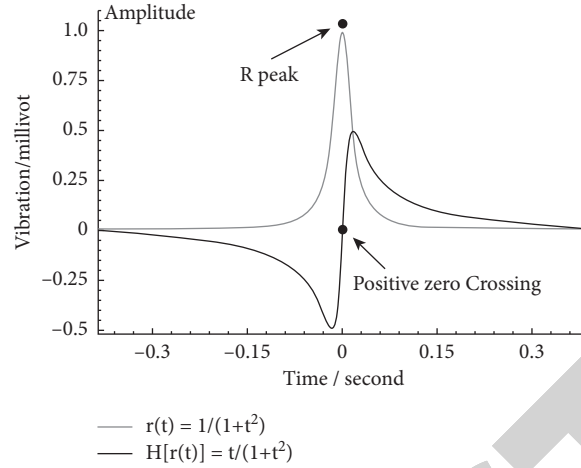 Amplitude
1.0
R peak
0.75
0.5
0.25
0
Positive zero Crossing
−0.25
−0.5
Vibration/millivot
−0.3
−0.15
0
0.15
0.3
Time / second
r(t) = 1/(1+t²)
H[r(t)] = t/(1+t²)